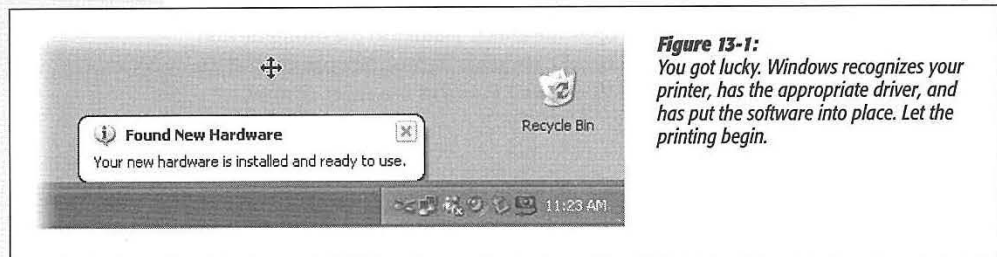 Found New Hardware
Your new hardware is installed and ready to use.
Recycle Bin
11:23 AM
Figure 13-1:
You got lucky. Windows recognizes your
printer, has the appropriate driver, and
has put the software into place. Let the
printing begin.